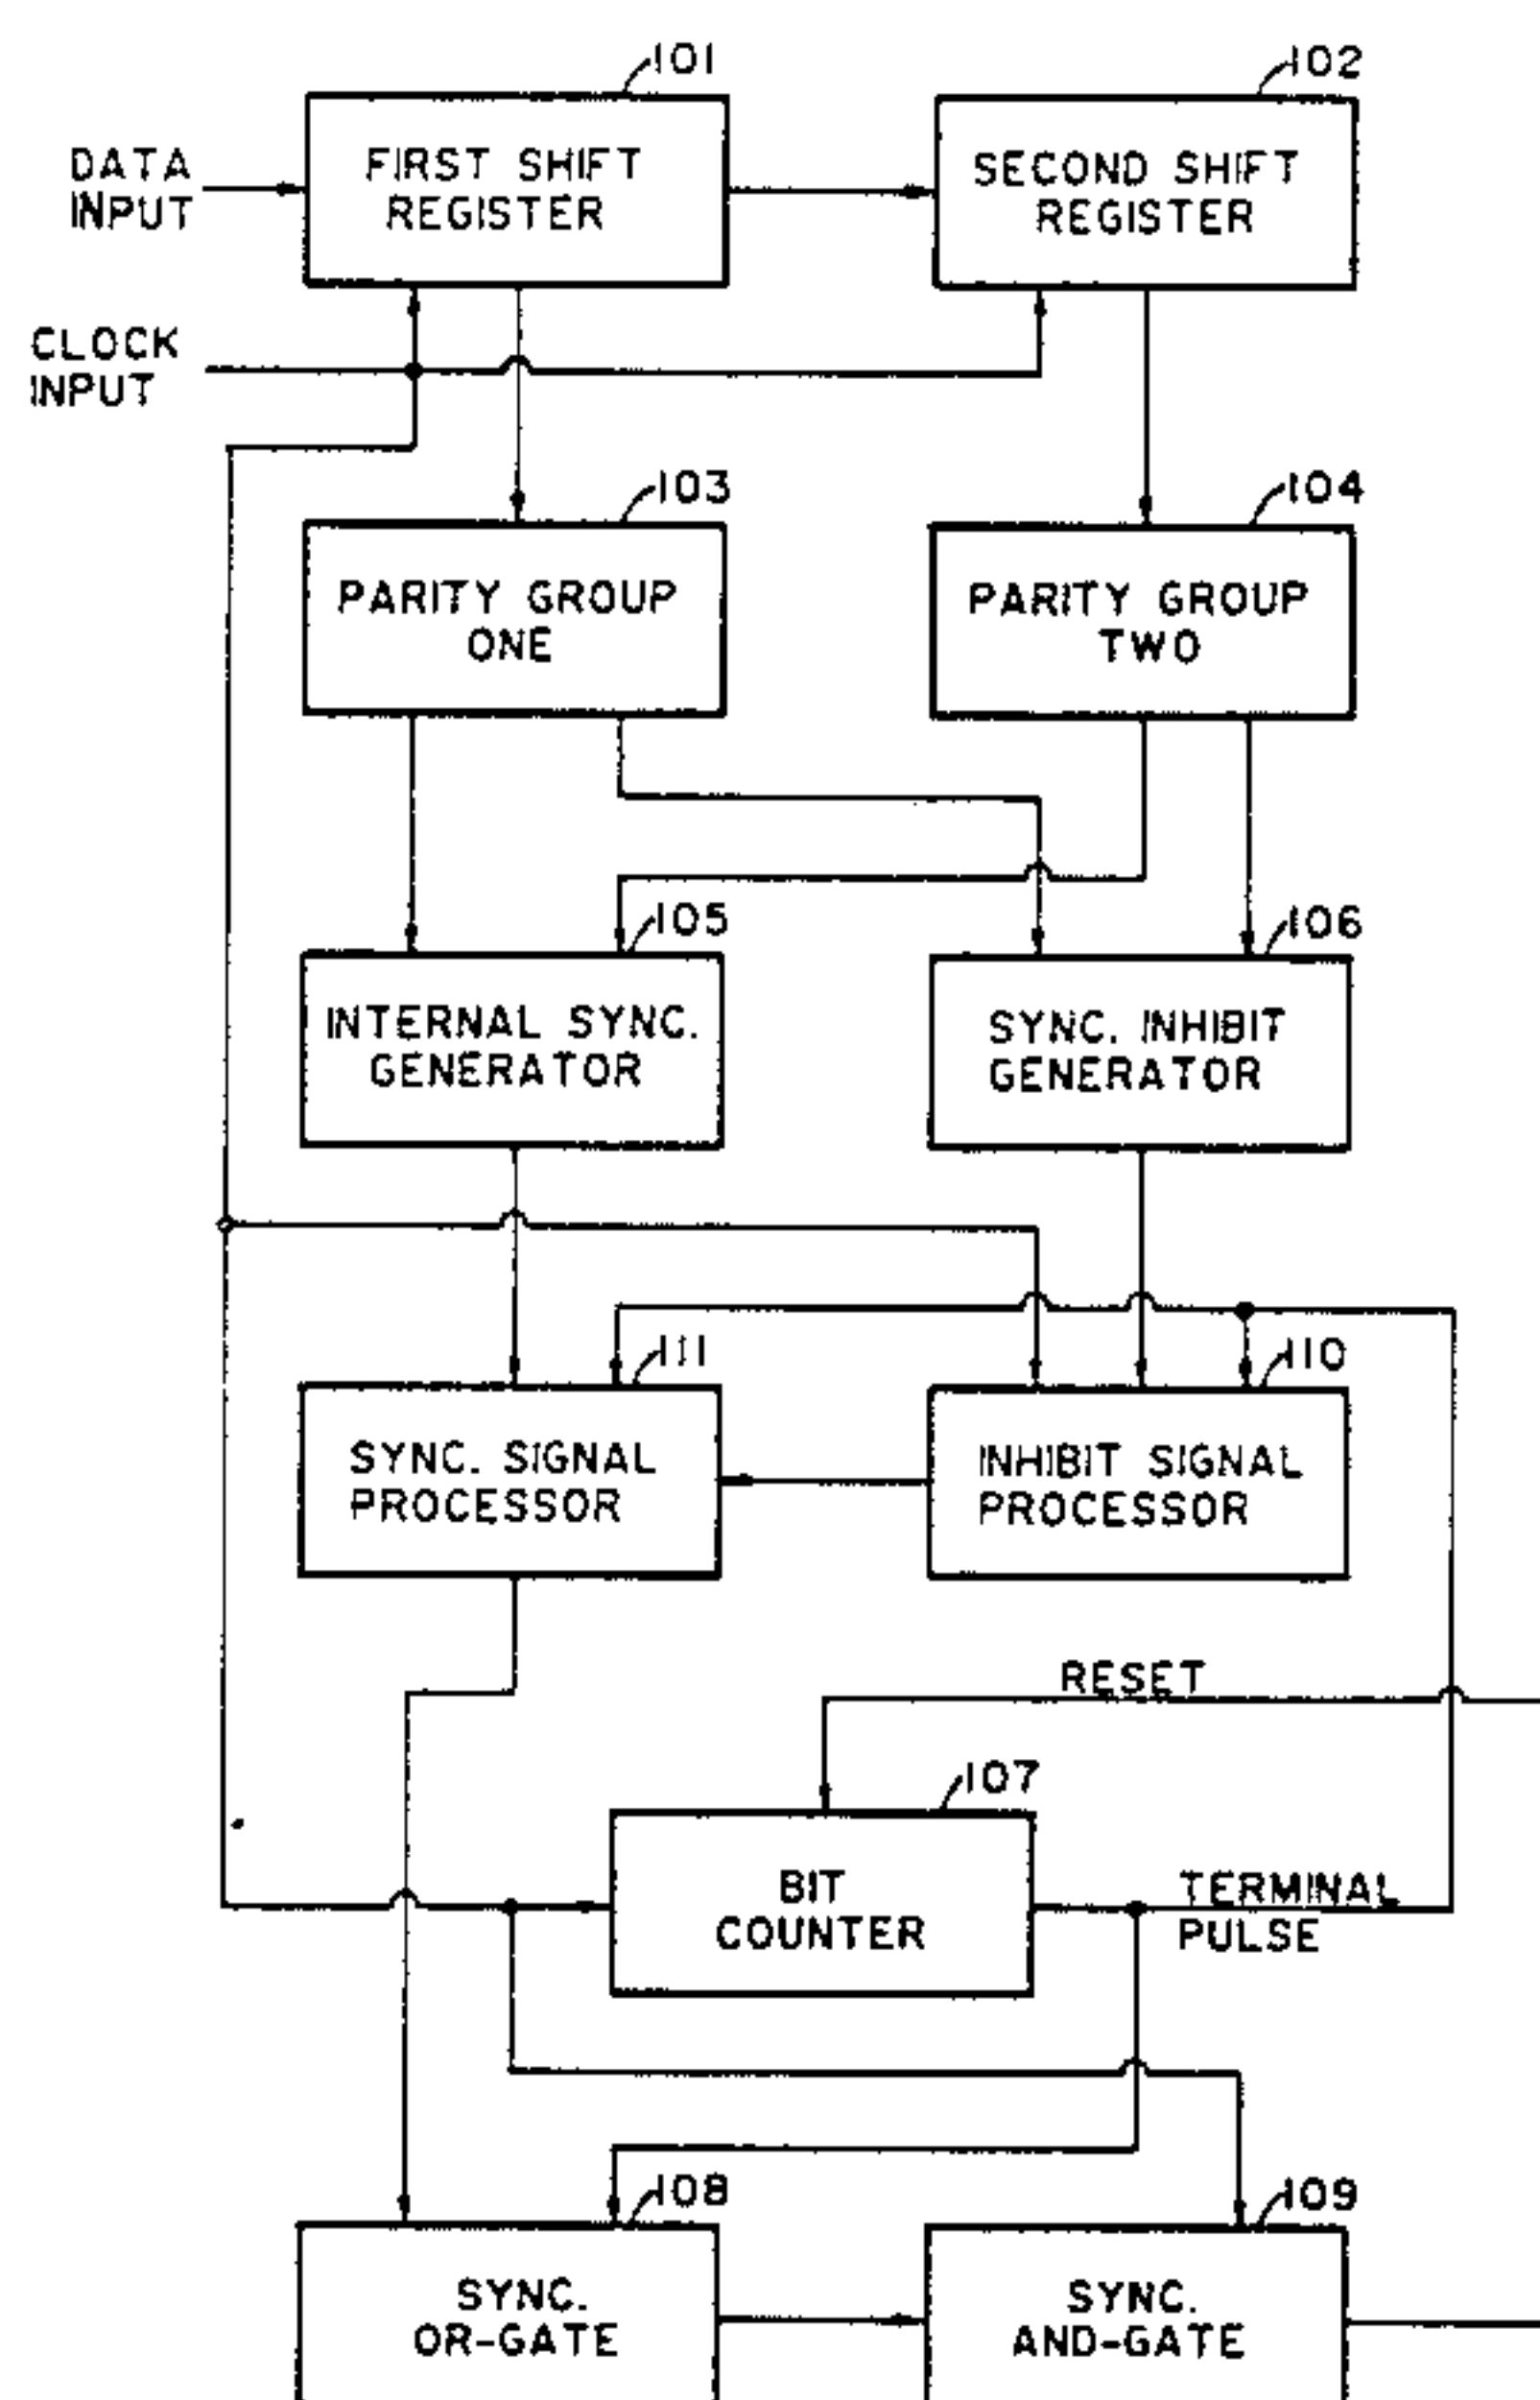 101
102
DATA
INPUT
FIRST SHIFT
REGISTER
SECOND SHIFT
REGISTER
CLOCK
INPUT
103
104
PARITY GROUP
ONE
PARITY GROUP
TWO
105
106
INTERNAL SYNC.
GENERATOR
SYNC. INHIBIT
GENERATOR
111
110
SYNC. SIGNAL
PROCESSOR
INHIBIT SIGNAL
PROCESSOR
RESET
107
BIT
COUNTER
TERMINAL
PULSE
108
109
SYNC.
OR-GATE
SYNC.
AND-GATE